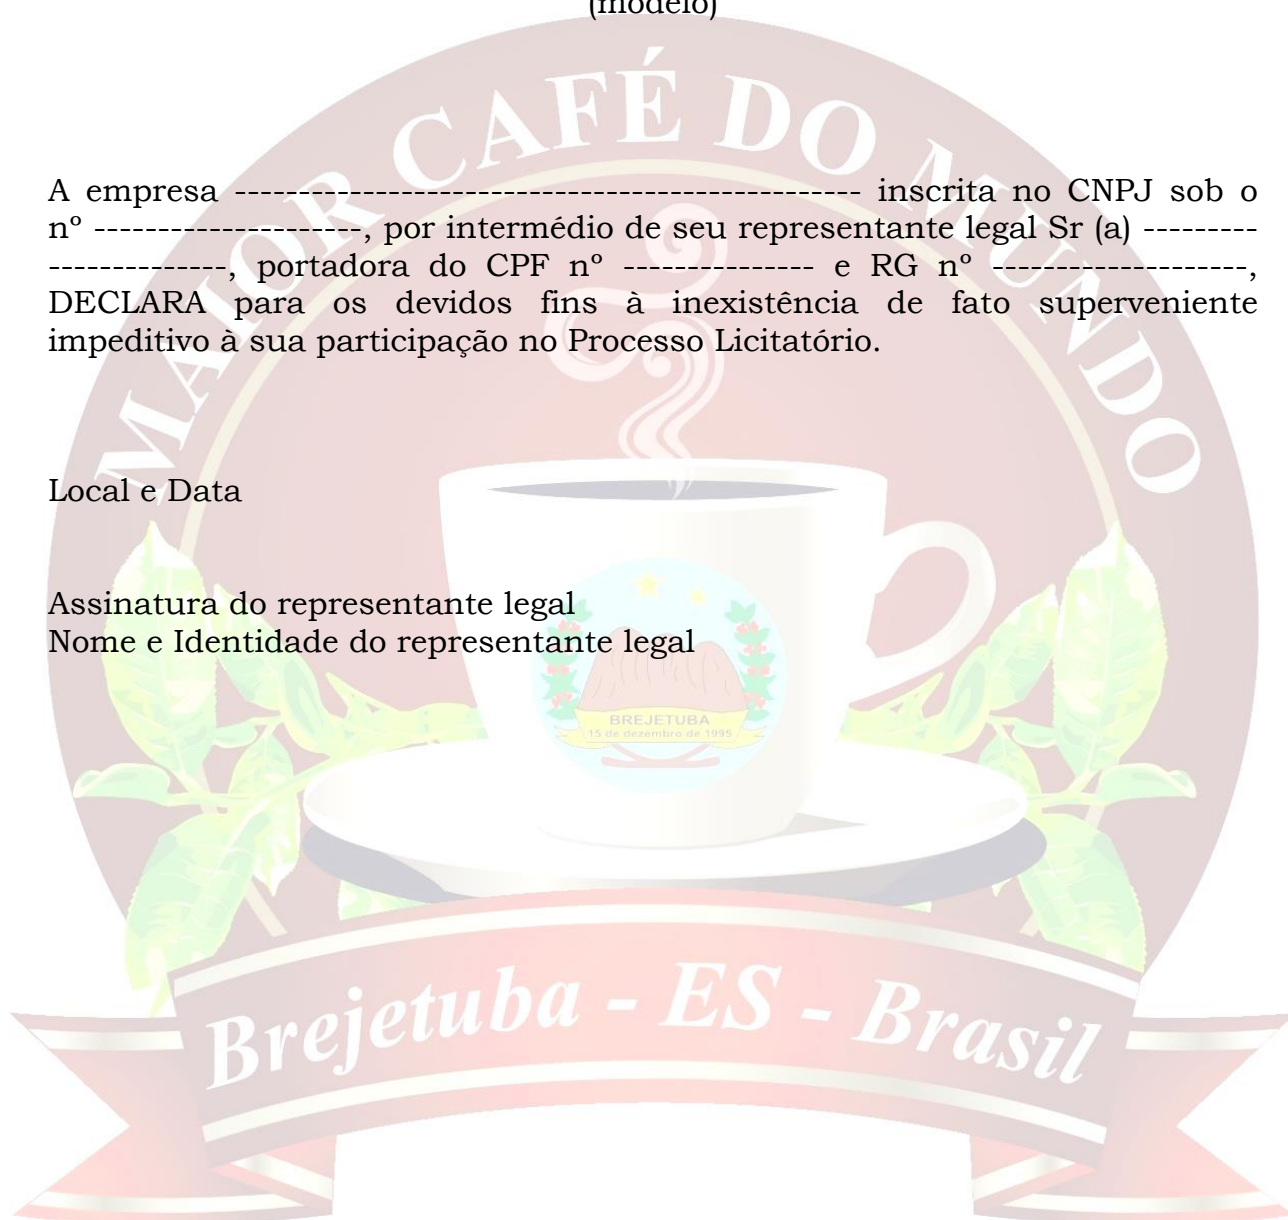 (modelo)
MAIOR CAFÉ DO MUNDO
A empresa ------------------------------------------------- inscrita no CNPJ sob o
nº ---------------------, por intermédio de seu representante legal Sr (a) ---------
--------------, portadora do CPF nº --------------- e RG nº --------------------,
DECLARA para os devidos fins à inexistência de fato superveniente
impeditivo à sua participação no Processo Licitatório.
Local e Data
Assinatura do representante legal
Nome e Identidade do representante legal
BREJETUBA
15 de dezembro de 1995
Brejetuba - ES - Brasil